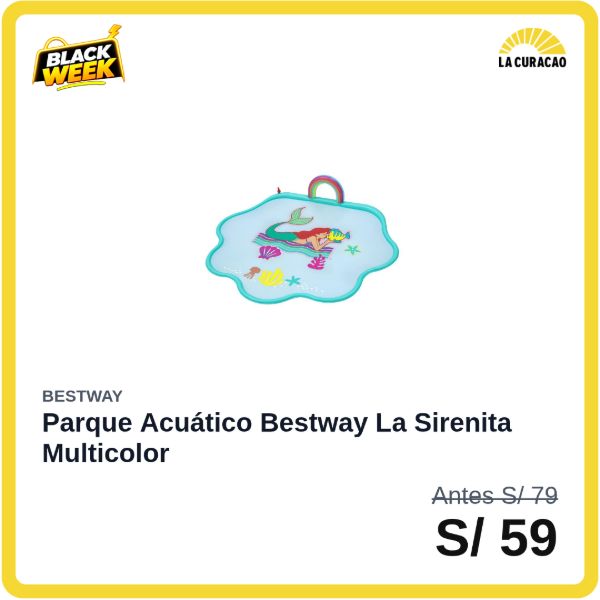 BLACK
WEEK
LA CURACAO
BESTWAY
Parque Acuático Bestway La Sirenita
Multicolor
Antes S/ 79
S/ 59